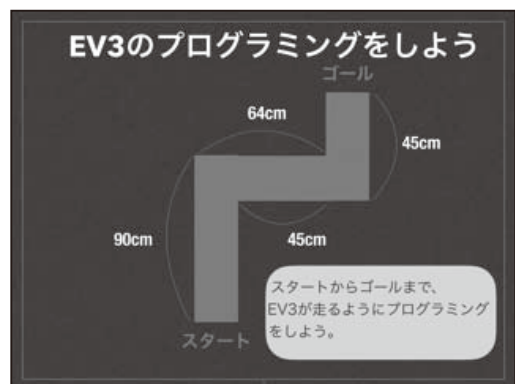 EV3のプログラミングをしよう
ゴール
64cm
45cm
90cm
45cm
スタートからゴールまで、
EV3が走るようにプログラミング
をしよう。
スタート